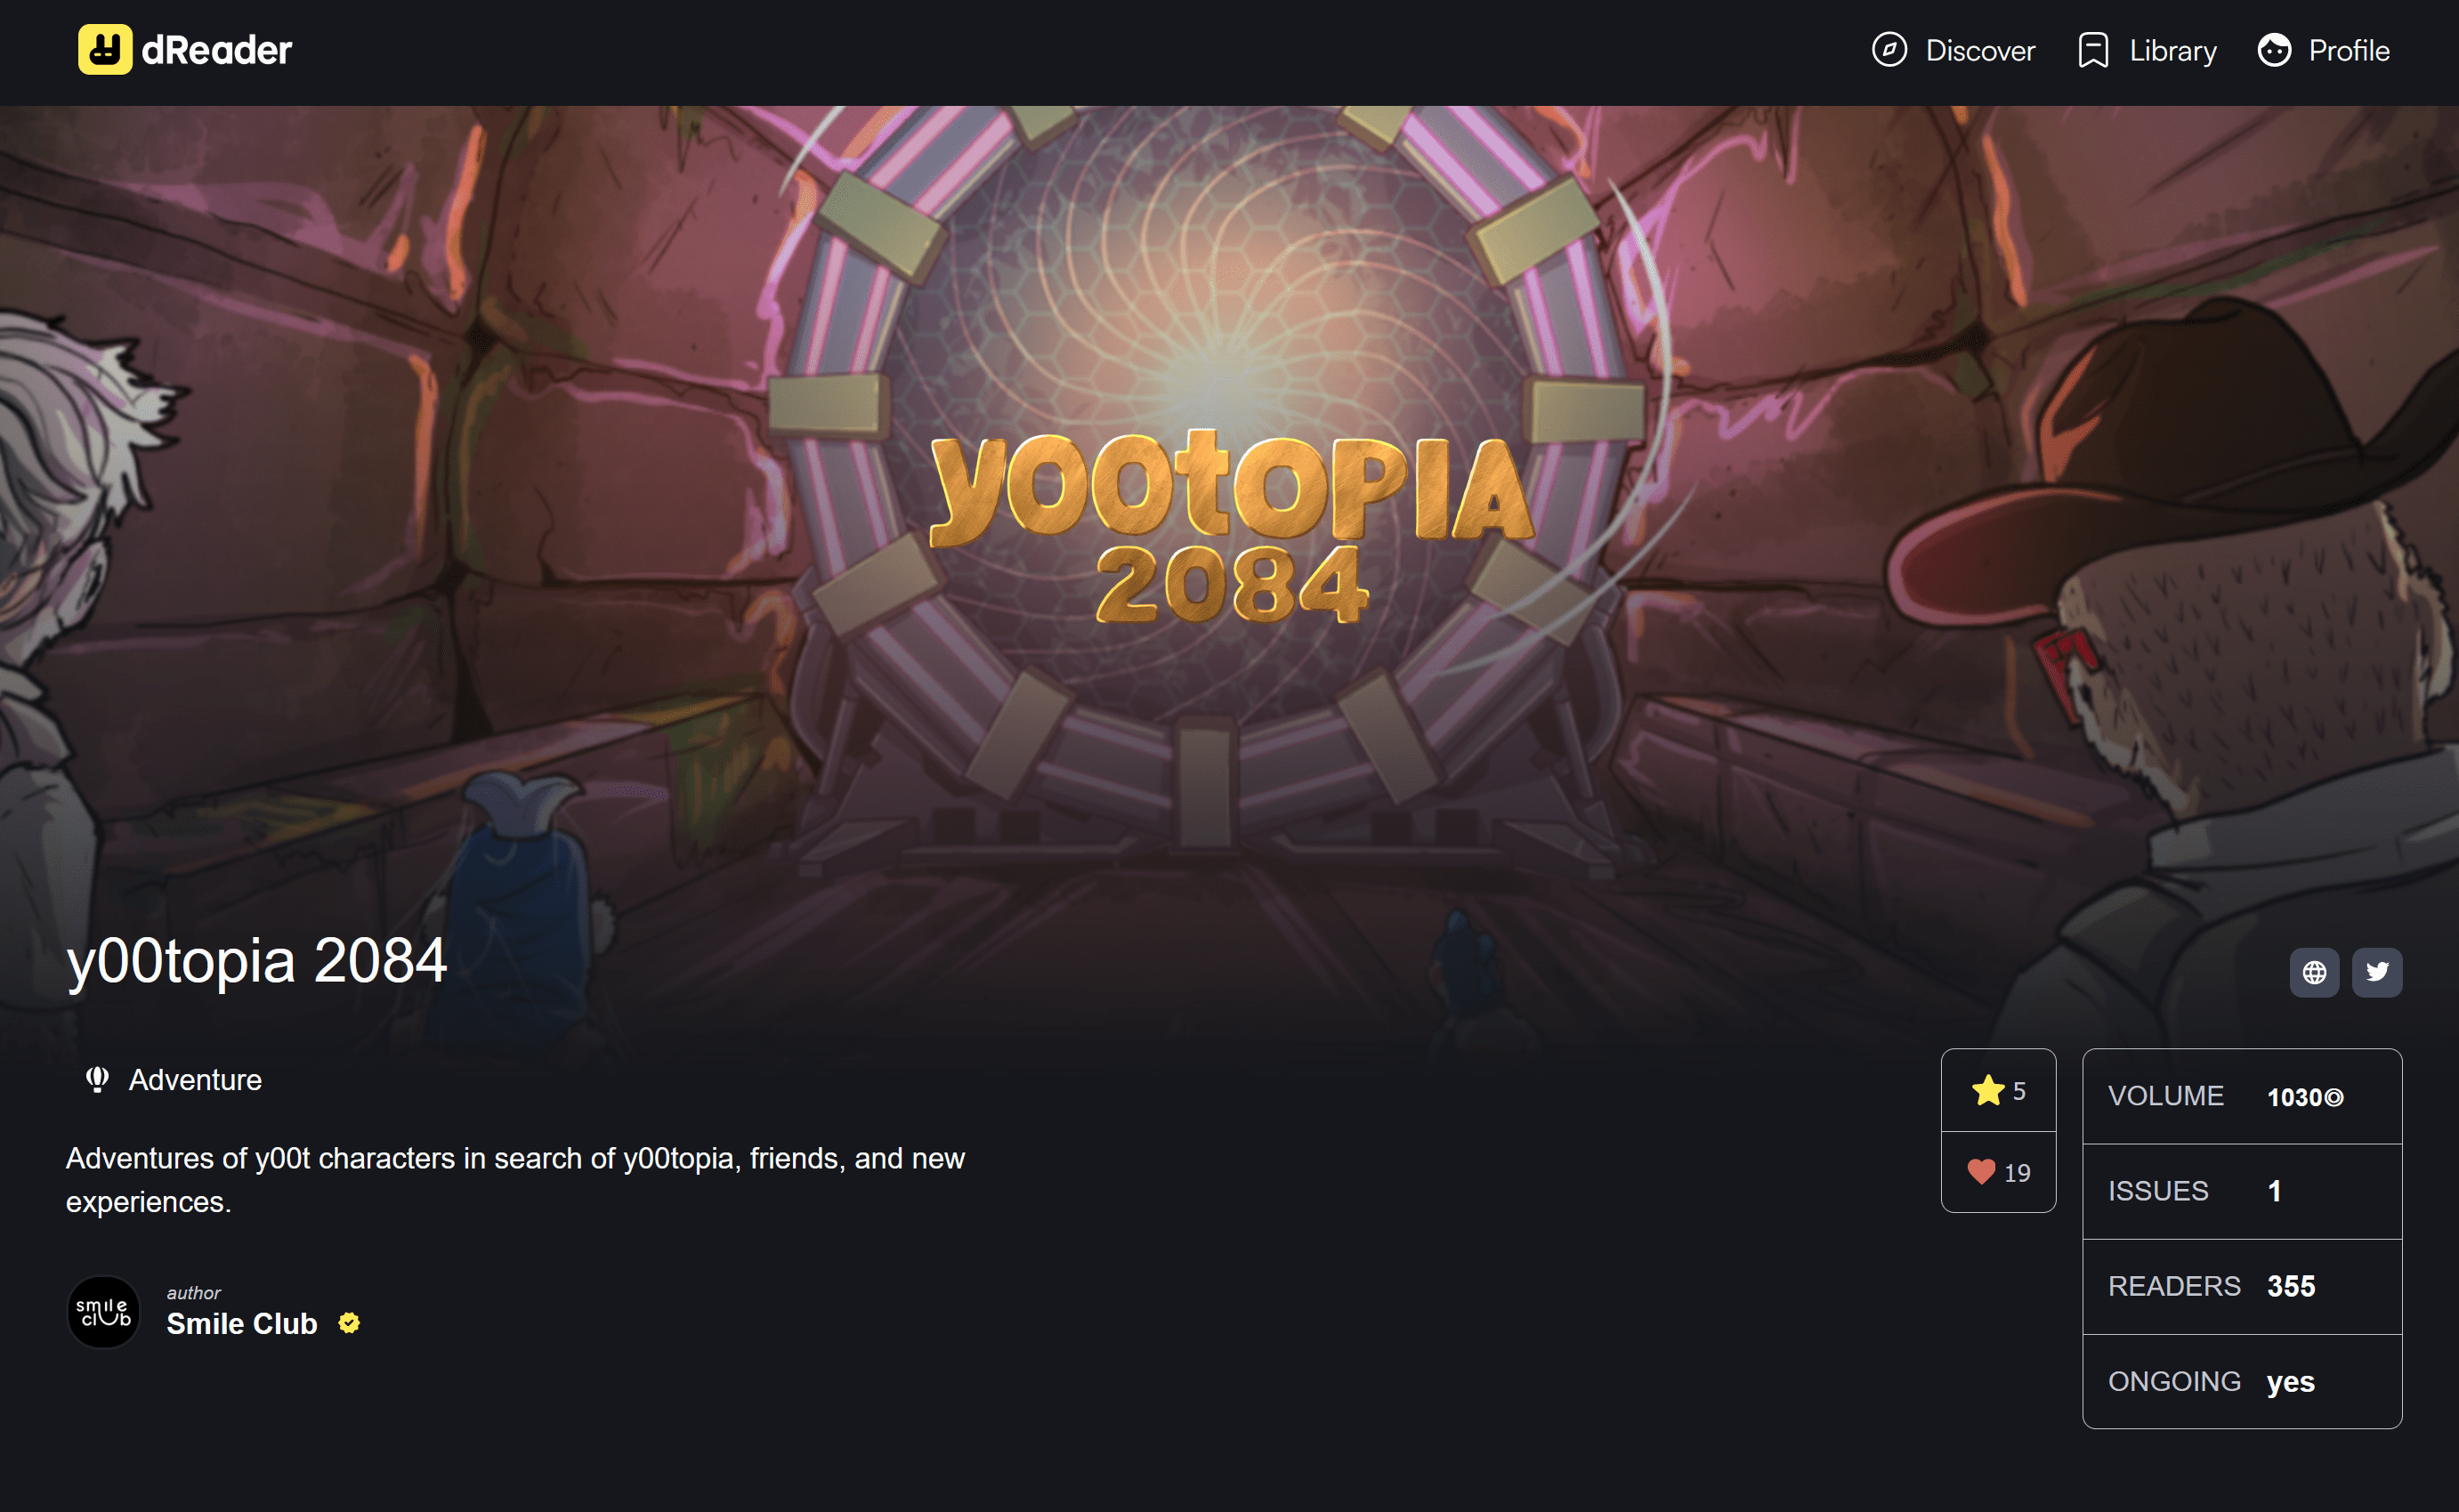 dReader
Discover
Library
Profile
y00tOPIA
2084
y00topia 2084
Adventure
5
19
Adventures of y00t characters in search of y00topia, friends, and new
experiences.
smile
club
author
Smile Club
VOLUME 1030◎
ISSUES 1
READERS 355
ONGOING yes